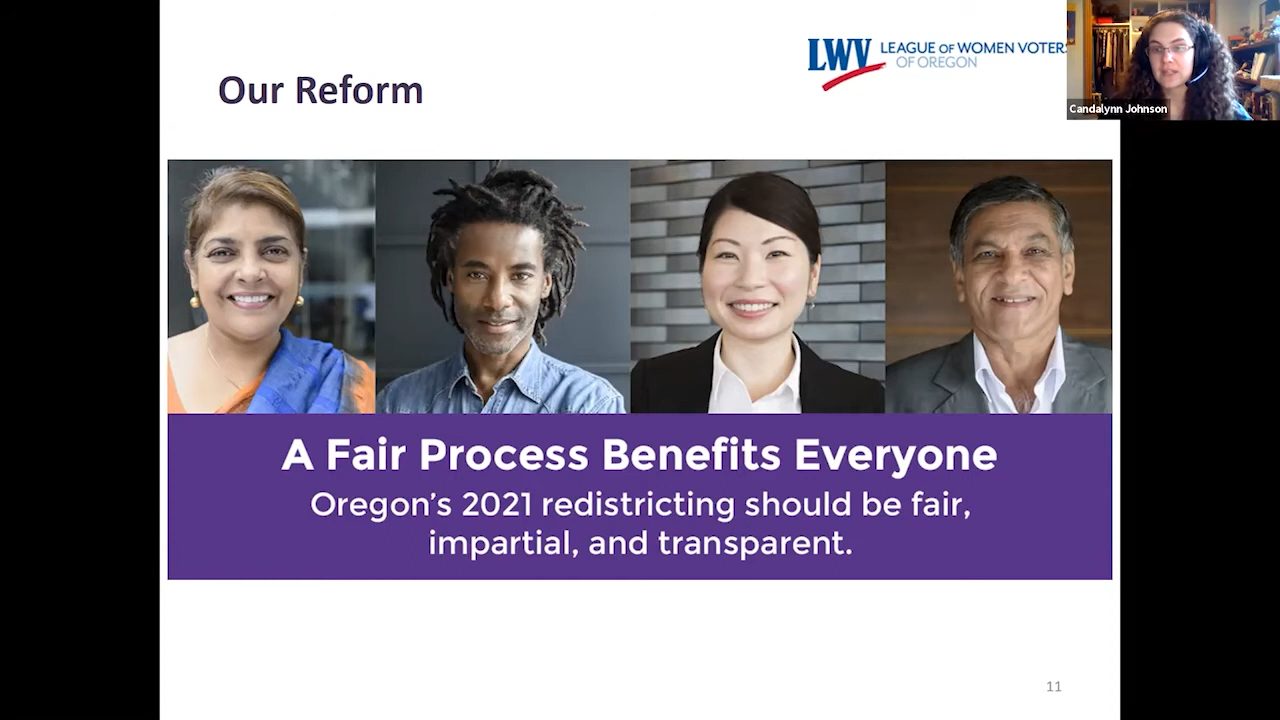 Our Reform
LWV LEAGUE OF WOMEN VOTERS
OF OREGON
Candalynn Johnson
A Fair Process Benefits Everyone
Oregon's 2021 redistricting should be fair,
impartial, and transparent.
11